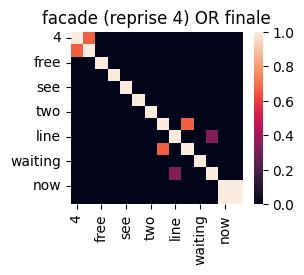 facade (reprise 4) OR finale
4
free
see
two
line
waiting
now
4
free
see
two
line
waiting
now
1.0
0.8
0.6
0.4
0.2
0.0